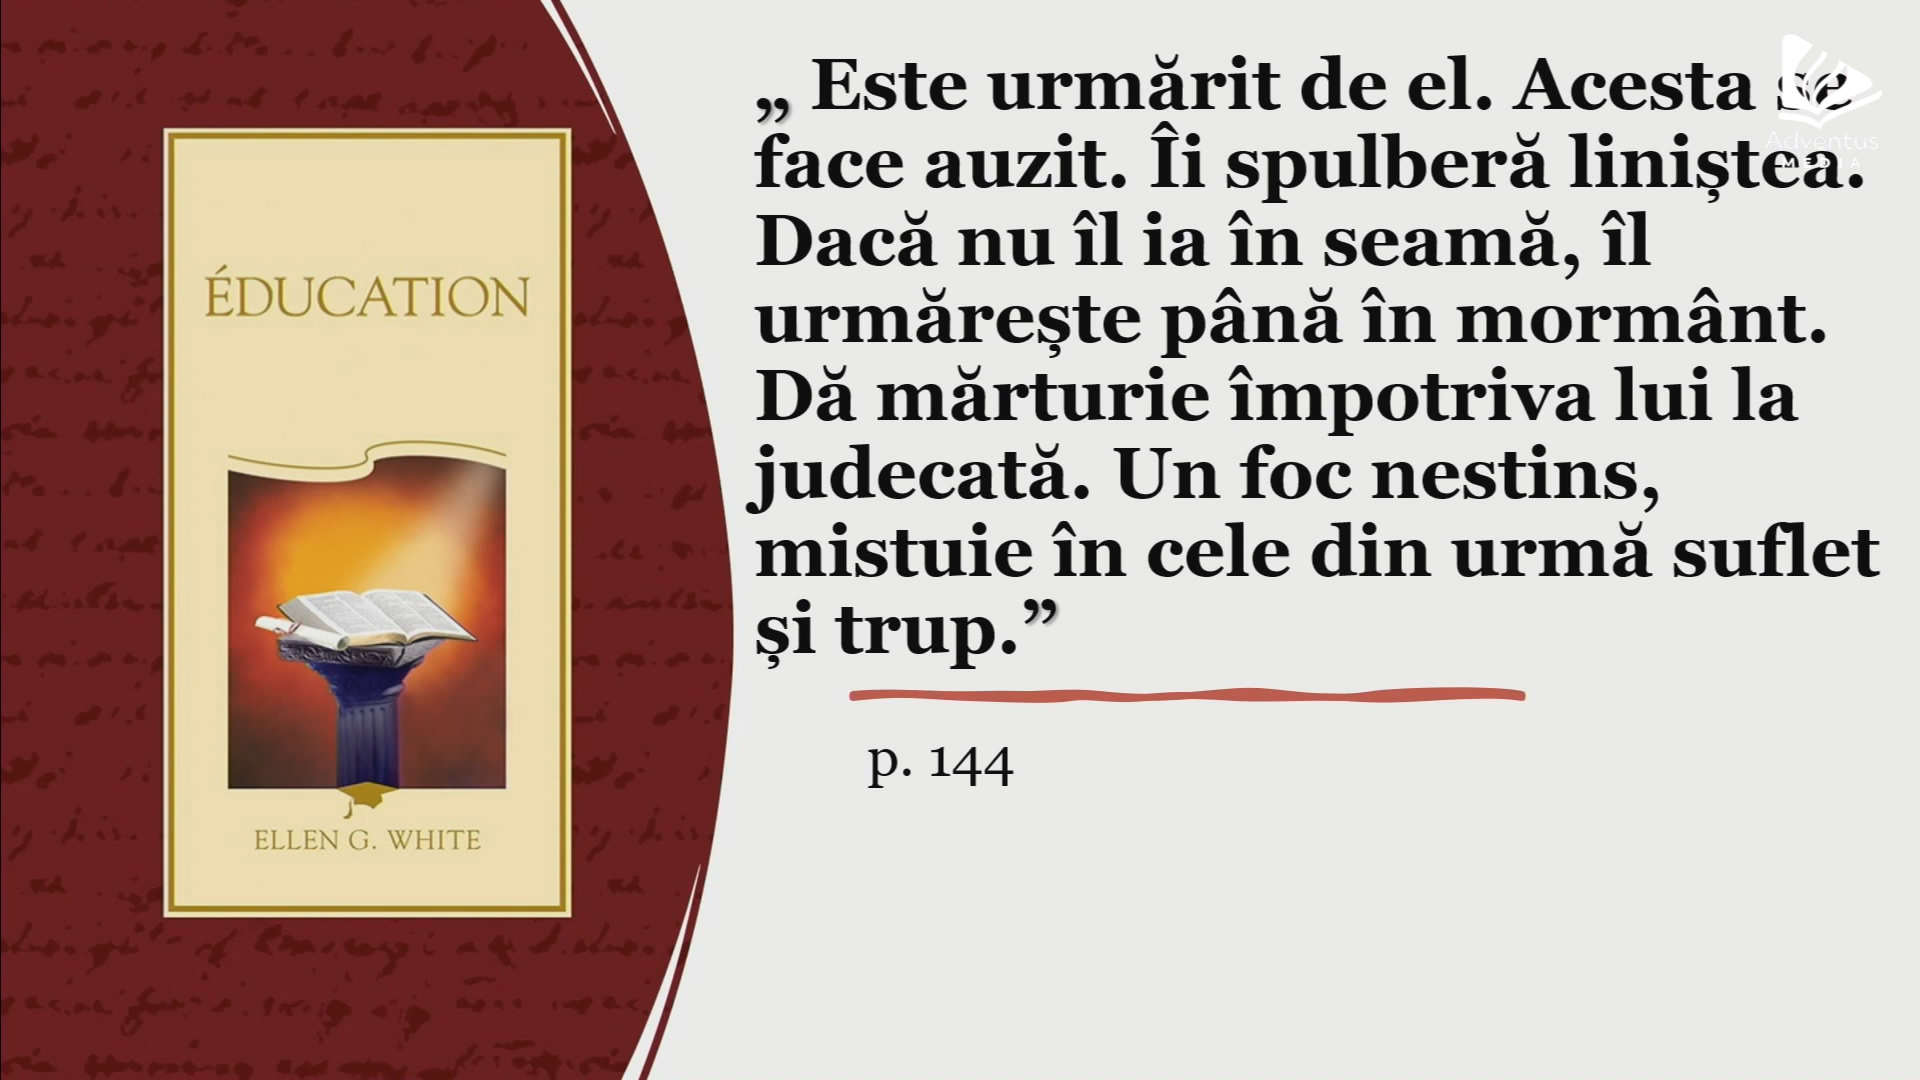 ÉDUCATION
ELLEN G. WHITE
„ Este urmărit de el. Acesta se
face auzit. Îi spulberă liniștea.
Dacă nu îl ia în seamă, îl
urmărește până în mormânt.
Dă mărturie împotriva lui la
judecată. Un foc nestins,
mistuie în cele din urmă suflet
și trup.”
p. 144
Adventus
MEDIA